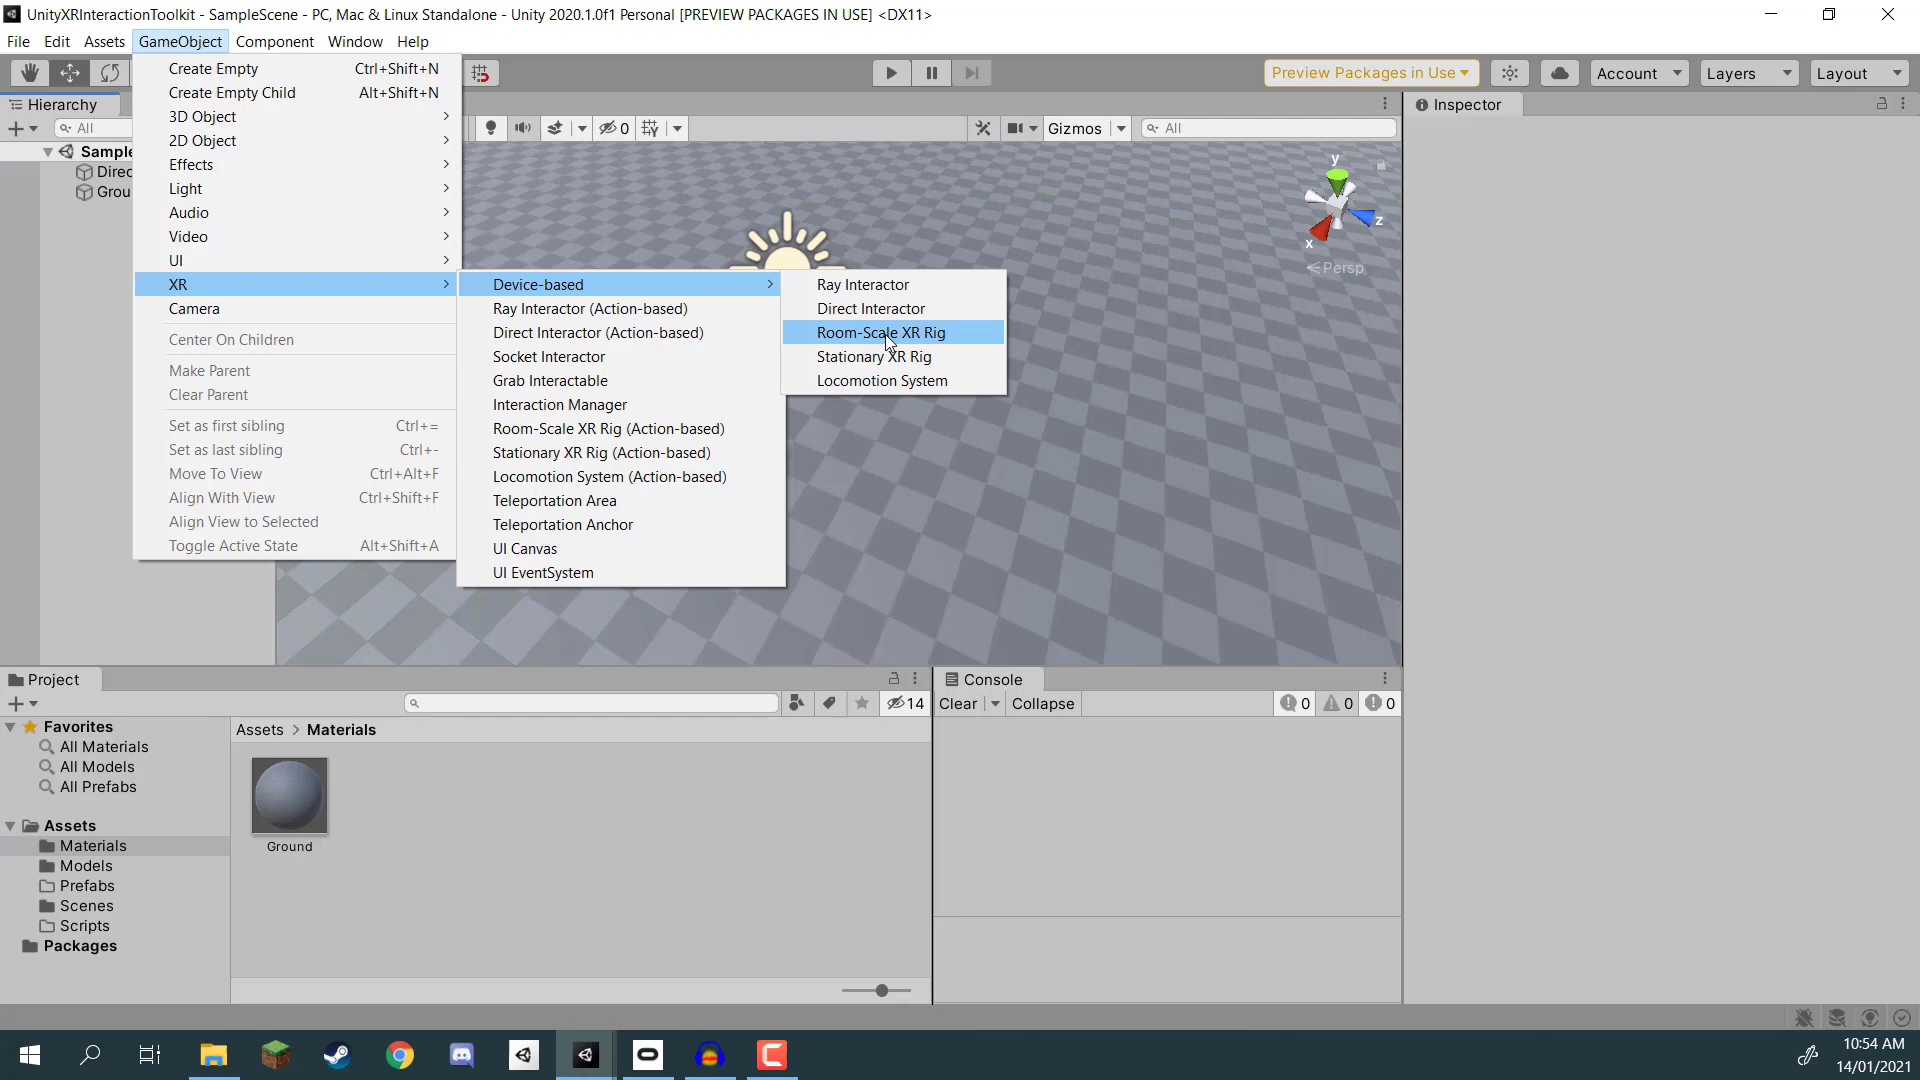 UnityXRInteractionToolkit - SampleScene - PC, Mac & Linux Standalone - Unity 2020.1.0f1 Personal [PREVIEW PACKAGES IN USE] <DX11>
File Edit Assets GameObject Component Window Help
Preview Packages in Use Account Layers Layout
Hierarchy
All
Sample
Direc
Grou
Create Empty Ctrl+Shift+N
Create Empty Child Alt+Shift+N
3D Object
2D Object
Effects
Light
Audio
Video
UI
XR
Camera
Center On Children
Make Parent
Clear Parent
Set as first sibling Ctrl+=
Set as last sibling Ctrl+-
Move To View Ctrl+Alt+F
Align With View Ctrl+Shift+F
Align View to Selected
Toggle Active State Alt+Shift+A
Device-based
Ray Interactor (Action-based)
Direct Interactor (Action-based)
Socket Interactor
Grab Interactable
Interaction Manager
Room-Scale XR Rig (Action-based)
Stationary XR Rig (Action-based)
Locomotion System (Action-based)
Teleportation Area
Teleportation Anchor
UI Canvas
UI EventSystem
Ray Interactor
Direct Interactor
Room-Scale XR Rig
Stationary XR Rig
Locomotion System
0 Gizmos All
y
z
x
Persp
Inspector
Project
14
Favorites
All Materials
All Models
All Prefabs
Assets
Materials
Models
Prefabs
Scenes
Scripts
Packages
Assets > Materials
Ground
Console
Clear Collapse 0 0 0
10:54 AM
14/01/2021